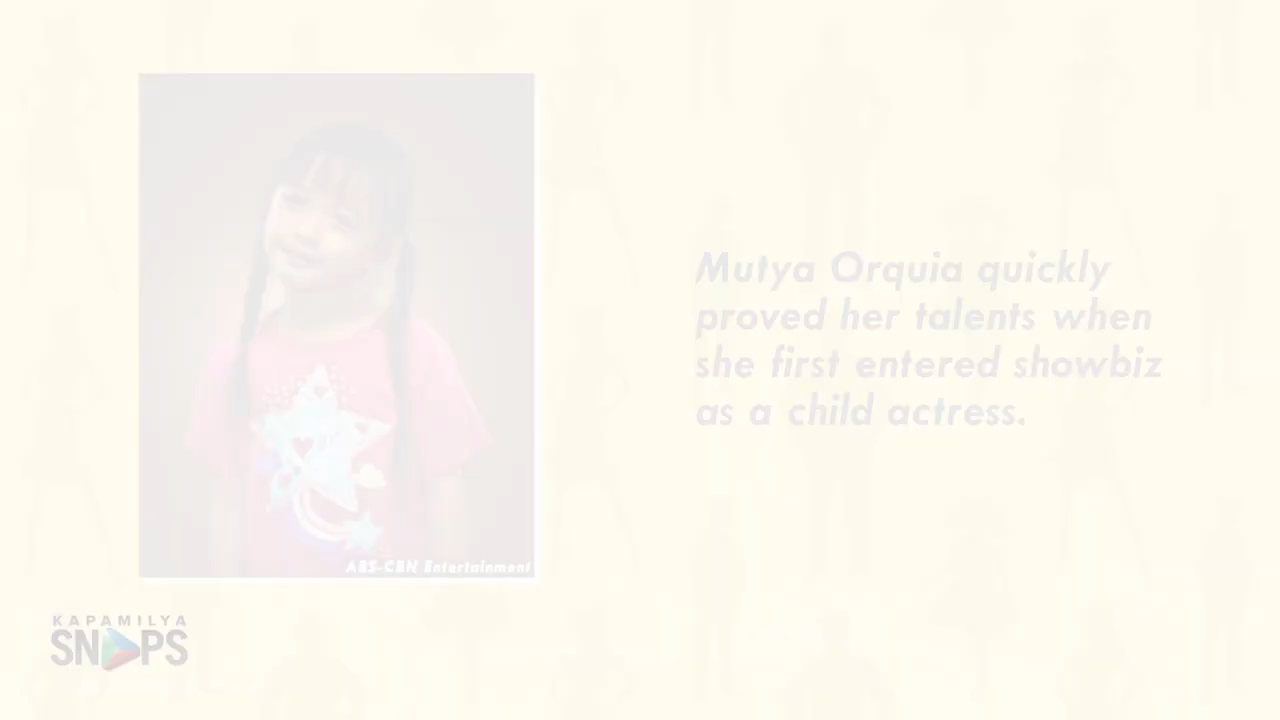 Mutya Orquia quickly
proved her talents when
she first entered showbiz
as a child actress.
ABS-CBN Entertainment
KAPAMILYA
SNAPS